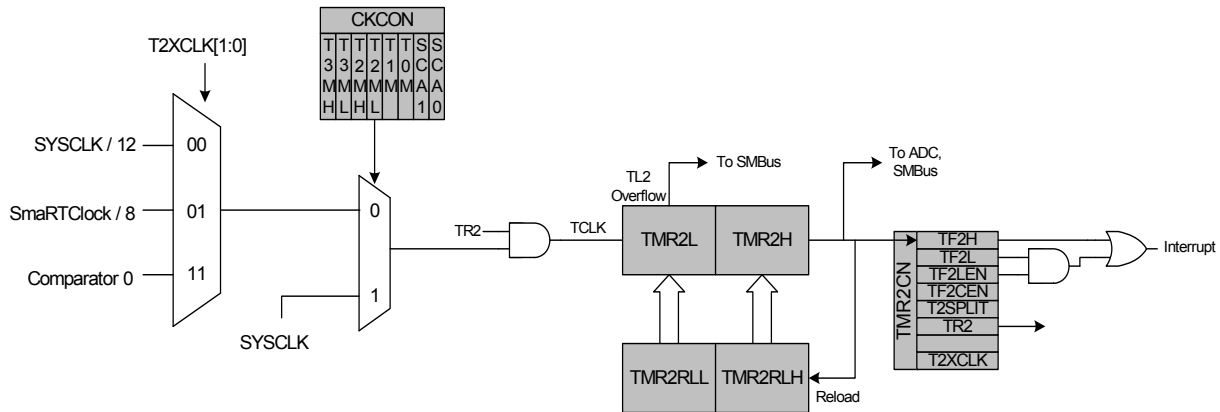 T2XCLK[1:0]
CKCON
T3MH
T3ML
T2MH
T2ML
T1M
T0M
SCA1
SCA0
SYSCLK / 12
00
SmaRTClock / 8
01
Comparator 0
11
0
1
SYSCLK
TR2
TCLK
TL2
Overflow
To SMBus
To ADC,
SMBus
TMR2L
TMR2H
TMR2RLL
TMR2RLH
Reload
TMR2CN
TF2H
TF2L
TF2LEN
TF2CEN
T2SPLIT
TR2
T2XCLK
Interrupt